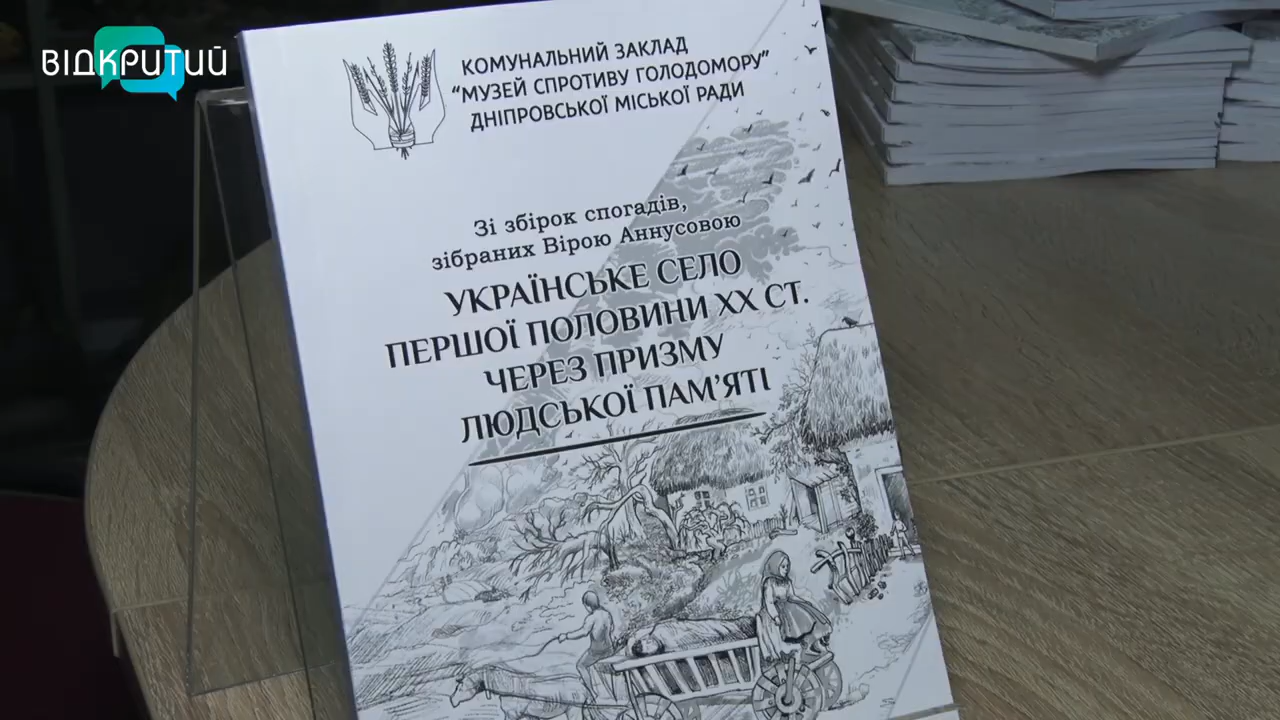 ВІДКРИТИЙ
КОМУНАЛЬНИЙ ЗАКЛАД
“МУЗЕЙ СПРОТИВУ ГОЛОДОМОРУ”
ДНІПРОВСЬКОЇ МІСЬКОЇ РАДИ
Зі збірок спогадів,
зібраних Вірою Аннусовою
УКРАЇНСЬКЕ СЕЛО
ПЕРШОЇ ПОЛОВИНИ ХХ СТ.
ЧЕРЕЗ ПРИЗМУ
ЛЮДСЬКОЇ ПАМ’ЯТІ